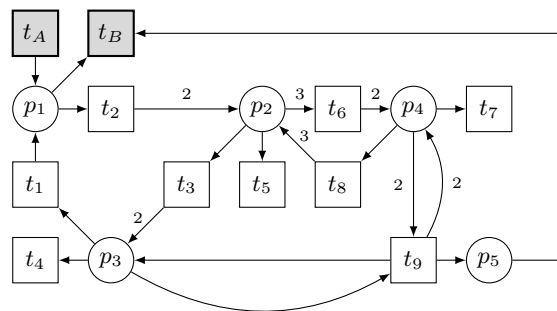 t_A t_B
2 3 2
p_1 t_2 p_2 t_6 p_4 t_7
3
t_1 t_3 t_5 t_8 2 2
2
t_4 p_3 t_9 p_5